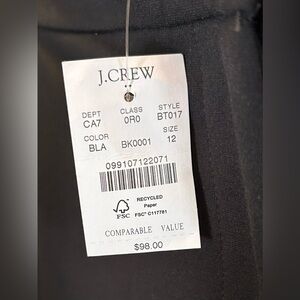 J.CREW
DEPT CLASS STYLE
CA7 0R0 BT017
COLOR SIZE
BLA BK0001 12
099107122071
RECYCLED
Paper
FSC FSC® C117781
COMPARABLE VALUE
$98.00